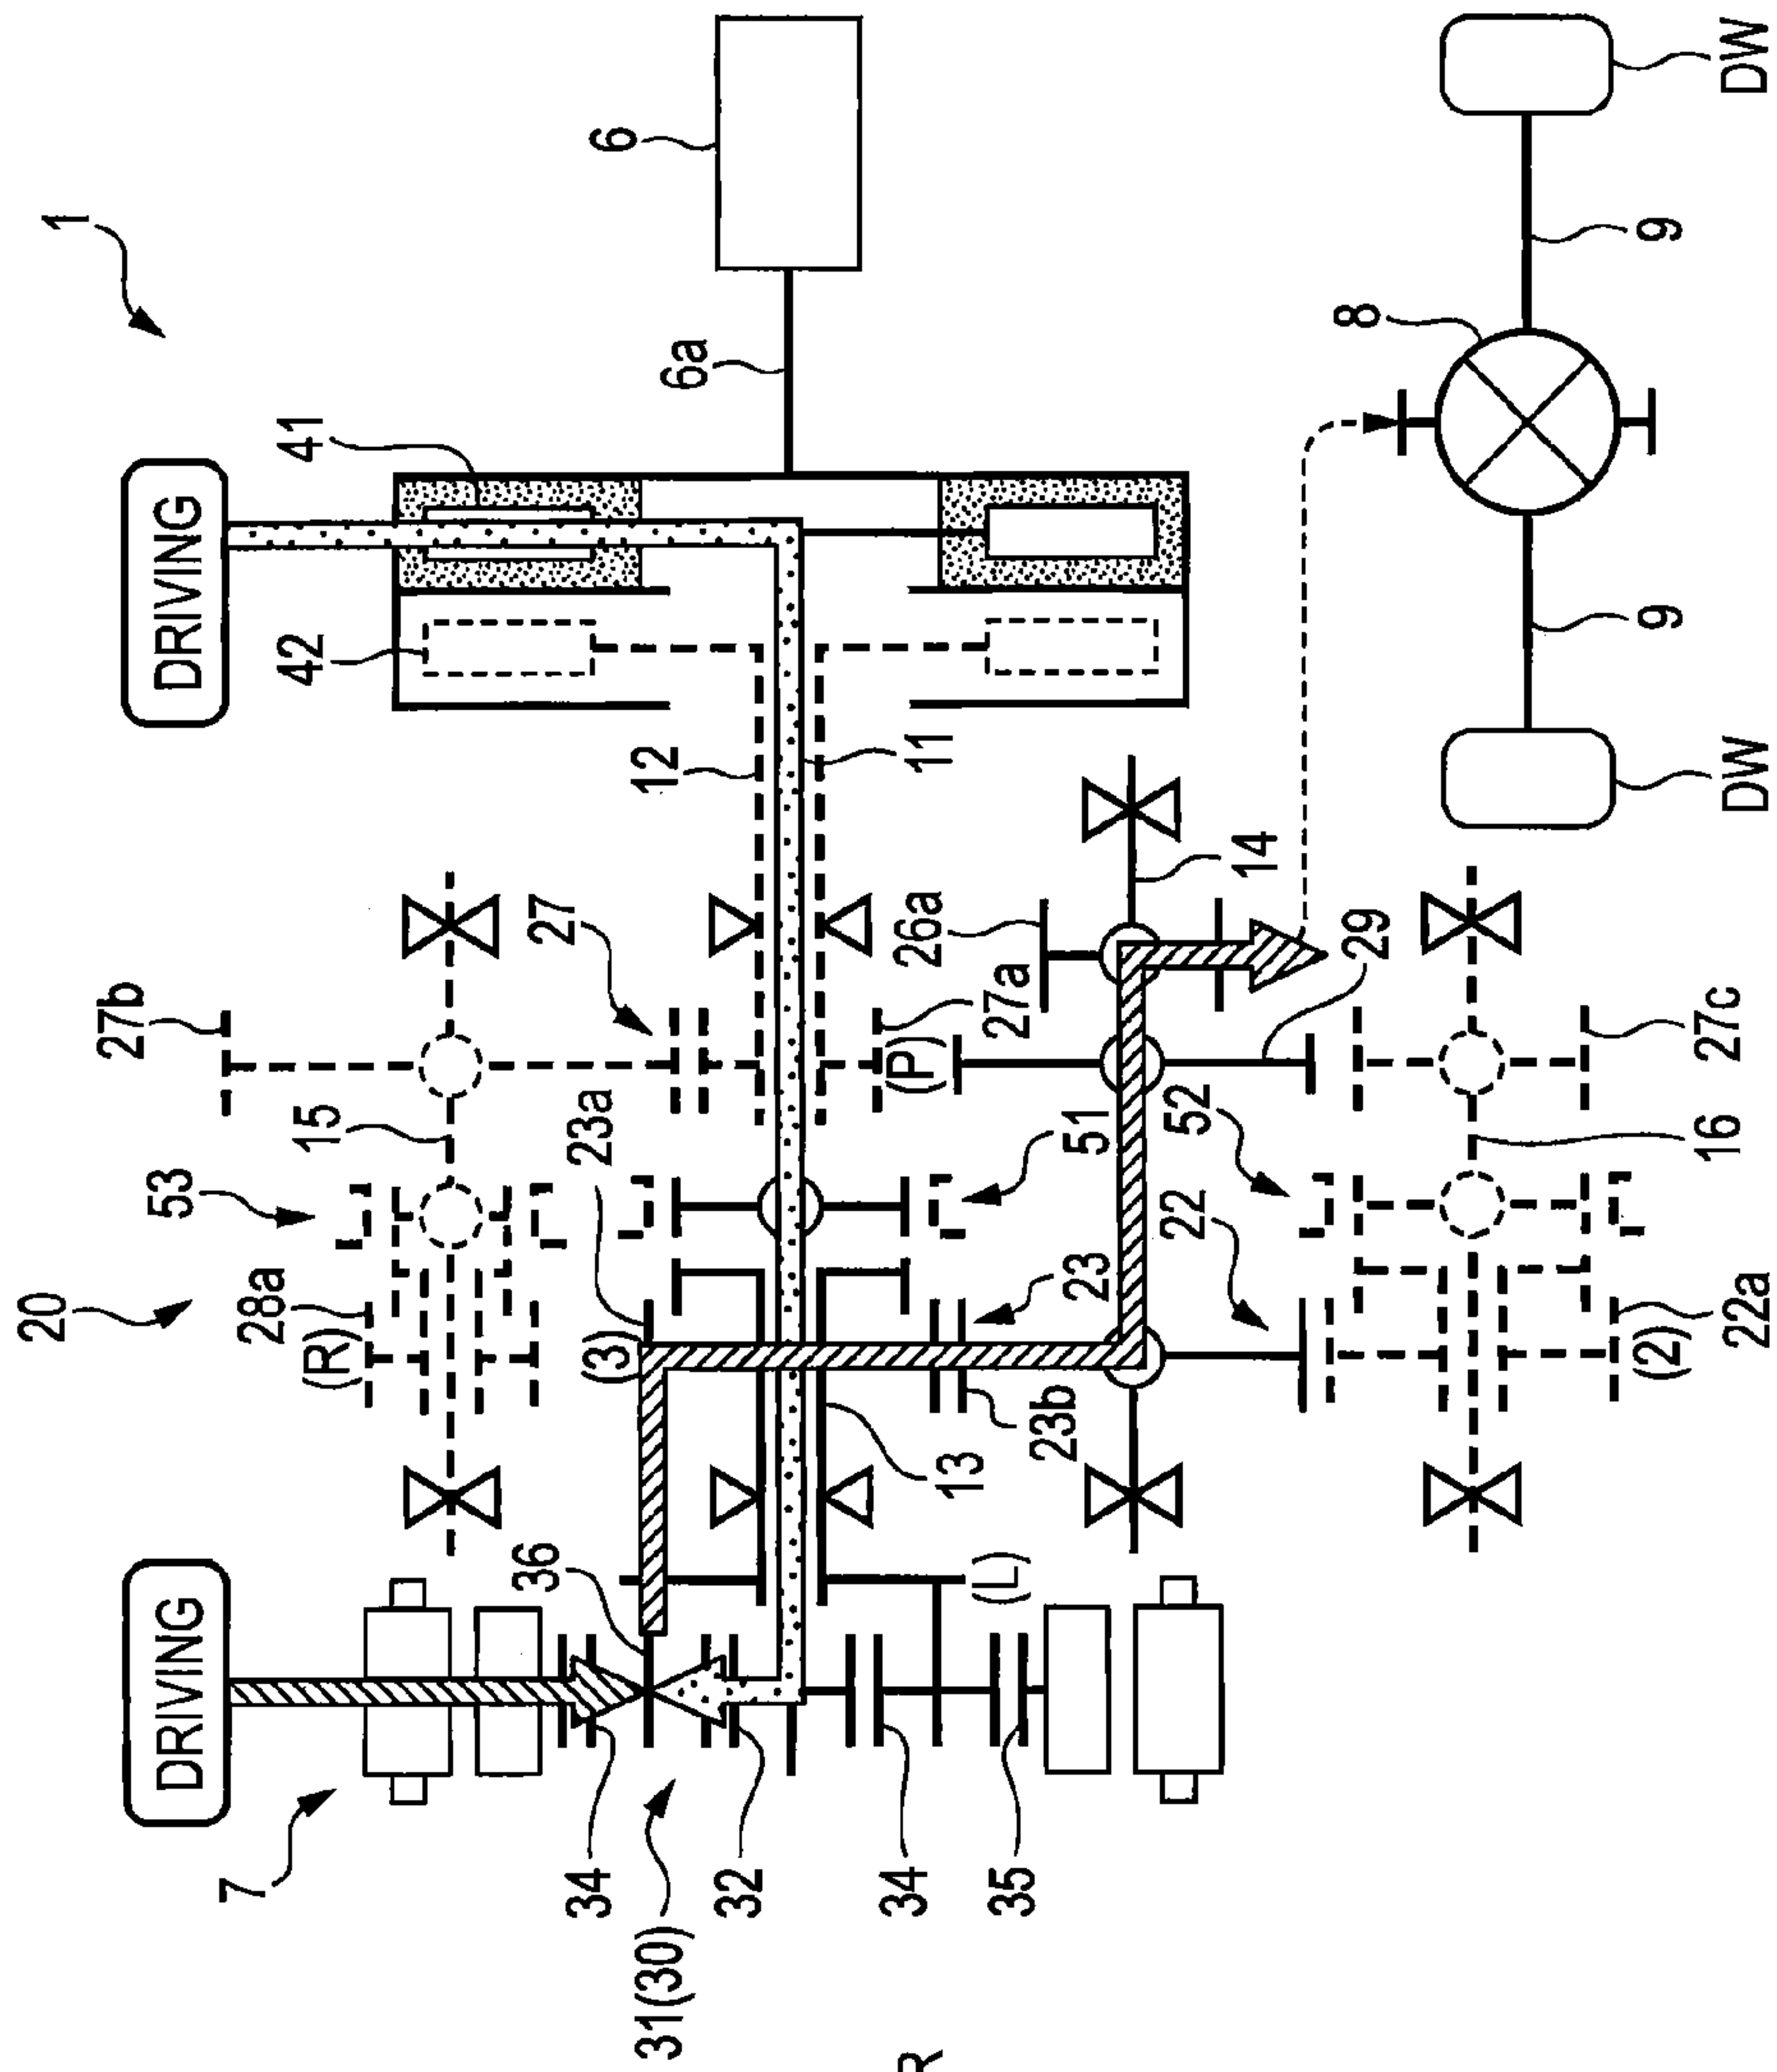 1
DRIVING
41
42
6
6a
12
11
DW
9
8
9
DW
14
27
27b
26a
27a
(P)
29
27c
15
23a
51
52
16
53
20
28a
(R)
(3)
23
22
22a
(2)
23b
13
36
(L)
DRIVING
7
34
32
34
35
31(30)
R